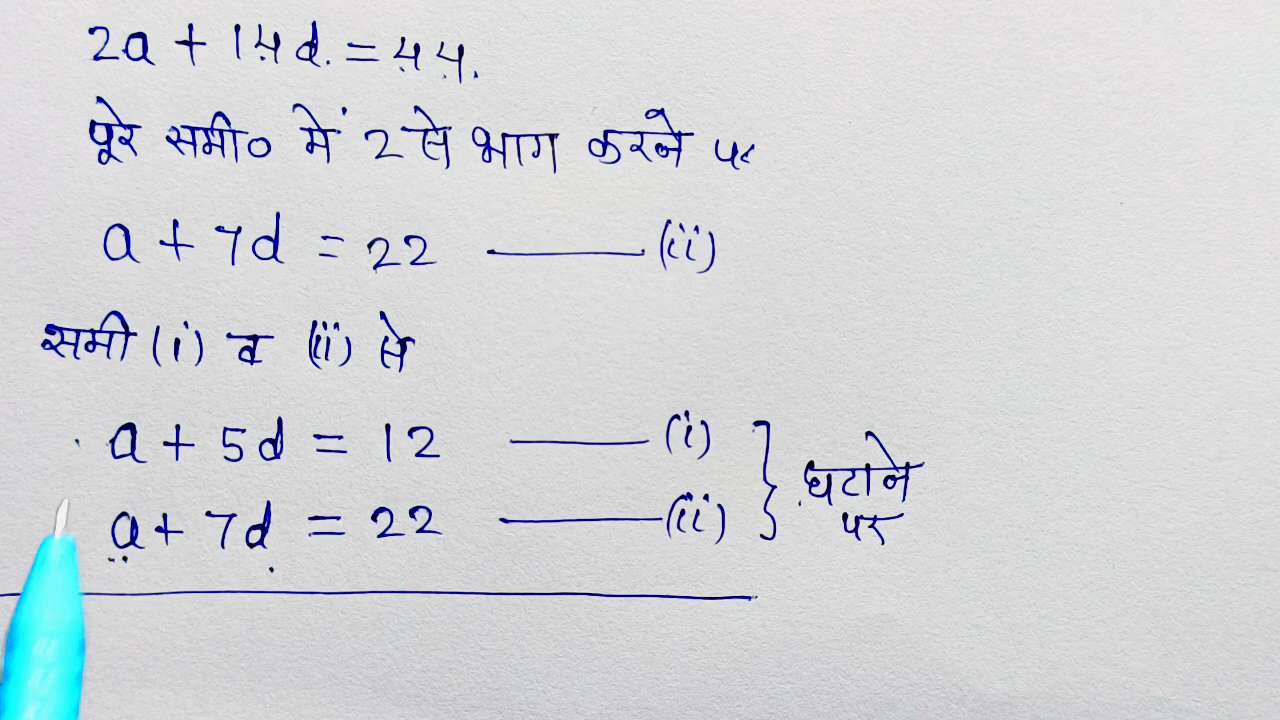 2a + 14d = 44
पूरे समी० में 2 से भाग करने पर
a + 7d = 22 ——— (ii)
समी (i) व (ii) से
a + 5d = 12 ——— (i)
a + 7d = 22 ——— (ii)
घटाने
पर